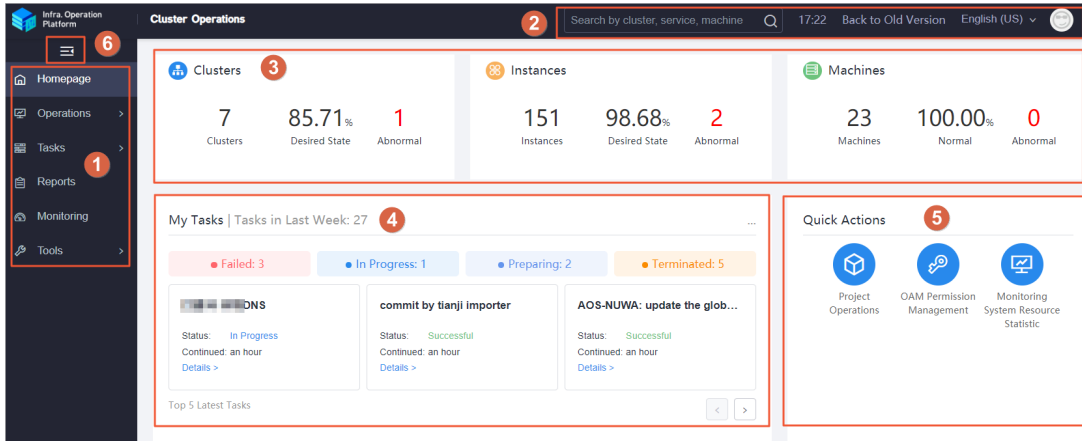 Infra. Operation
Platform
Cluster Operations
2
Search by cluster, service, machine
17:22
Back to Old Version
English (US)
6
Homepage
Operations
Tasks
1
Reports
Monitoring
Tools
Clusters
3
7
Clusters
85.71%
Desired State
1
Abnormal
Instances
151
Instances
98.68%
Desired State
2
Abnormal
Machines
23
Machines
100.00%
Normal
0
Abnormal
My Tasks | Tasks in Last Week: 27
4
...
Failed: 3
In Progress: 1
Preparing: 2
Terminated: 5
DNS
Status: In Progress
Continued: an hour
Details >
commit by tianji importer
Status: Successful
Continued: an hour
Details >
AOS-NUWA: update the glob...
Status: Successful
Continued: an hour
Details >
Top 5 Latest Tasks
Quick Actions
5
Project
Operations
OAM Permission
Management
Monitoring
System Resource
Statistic